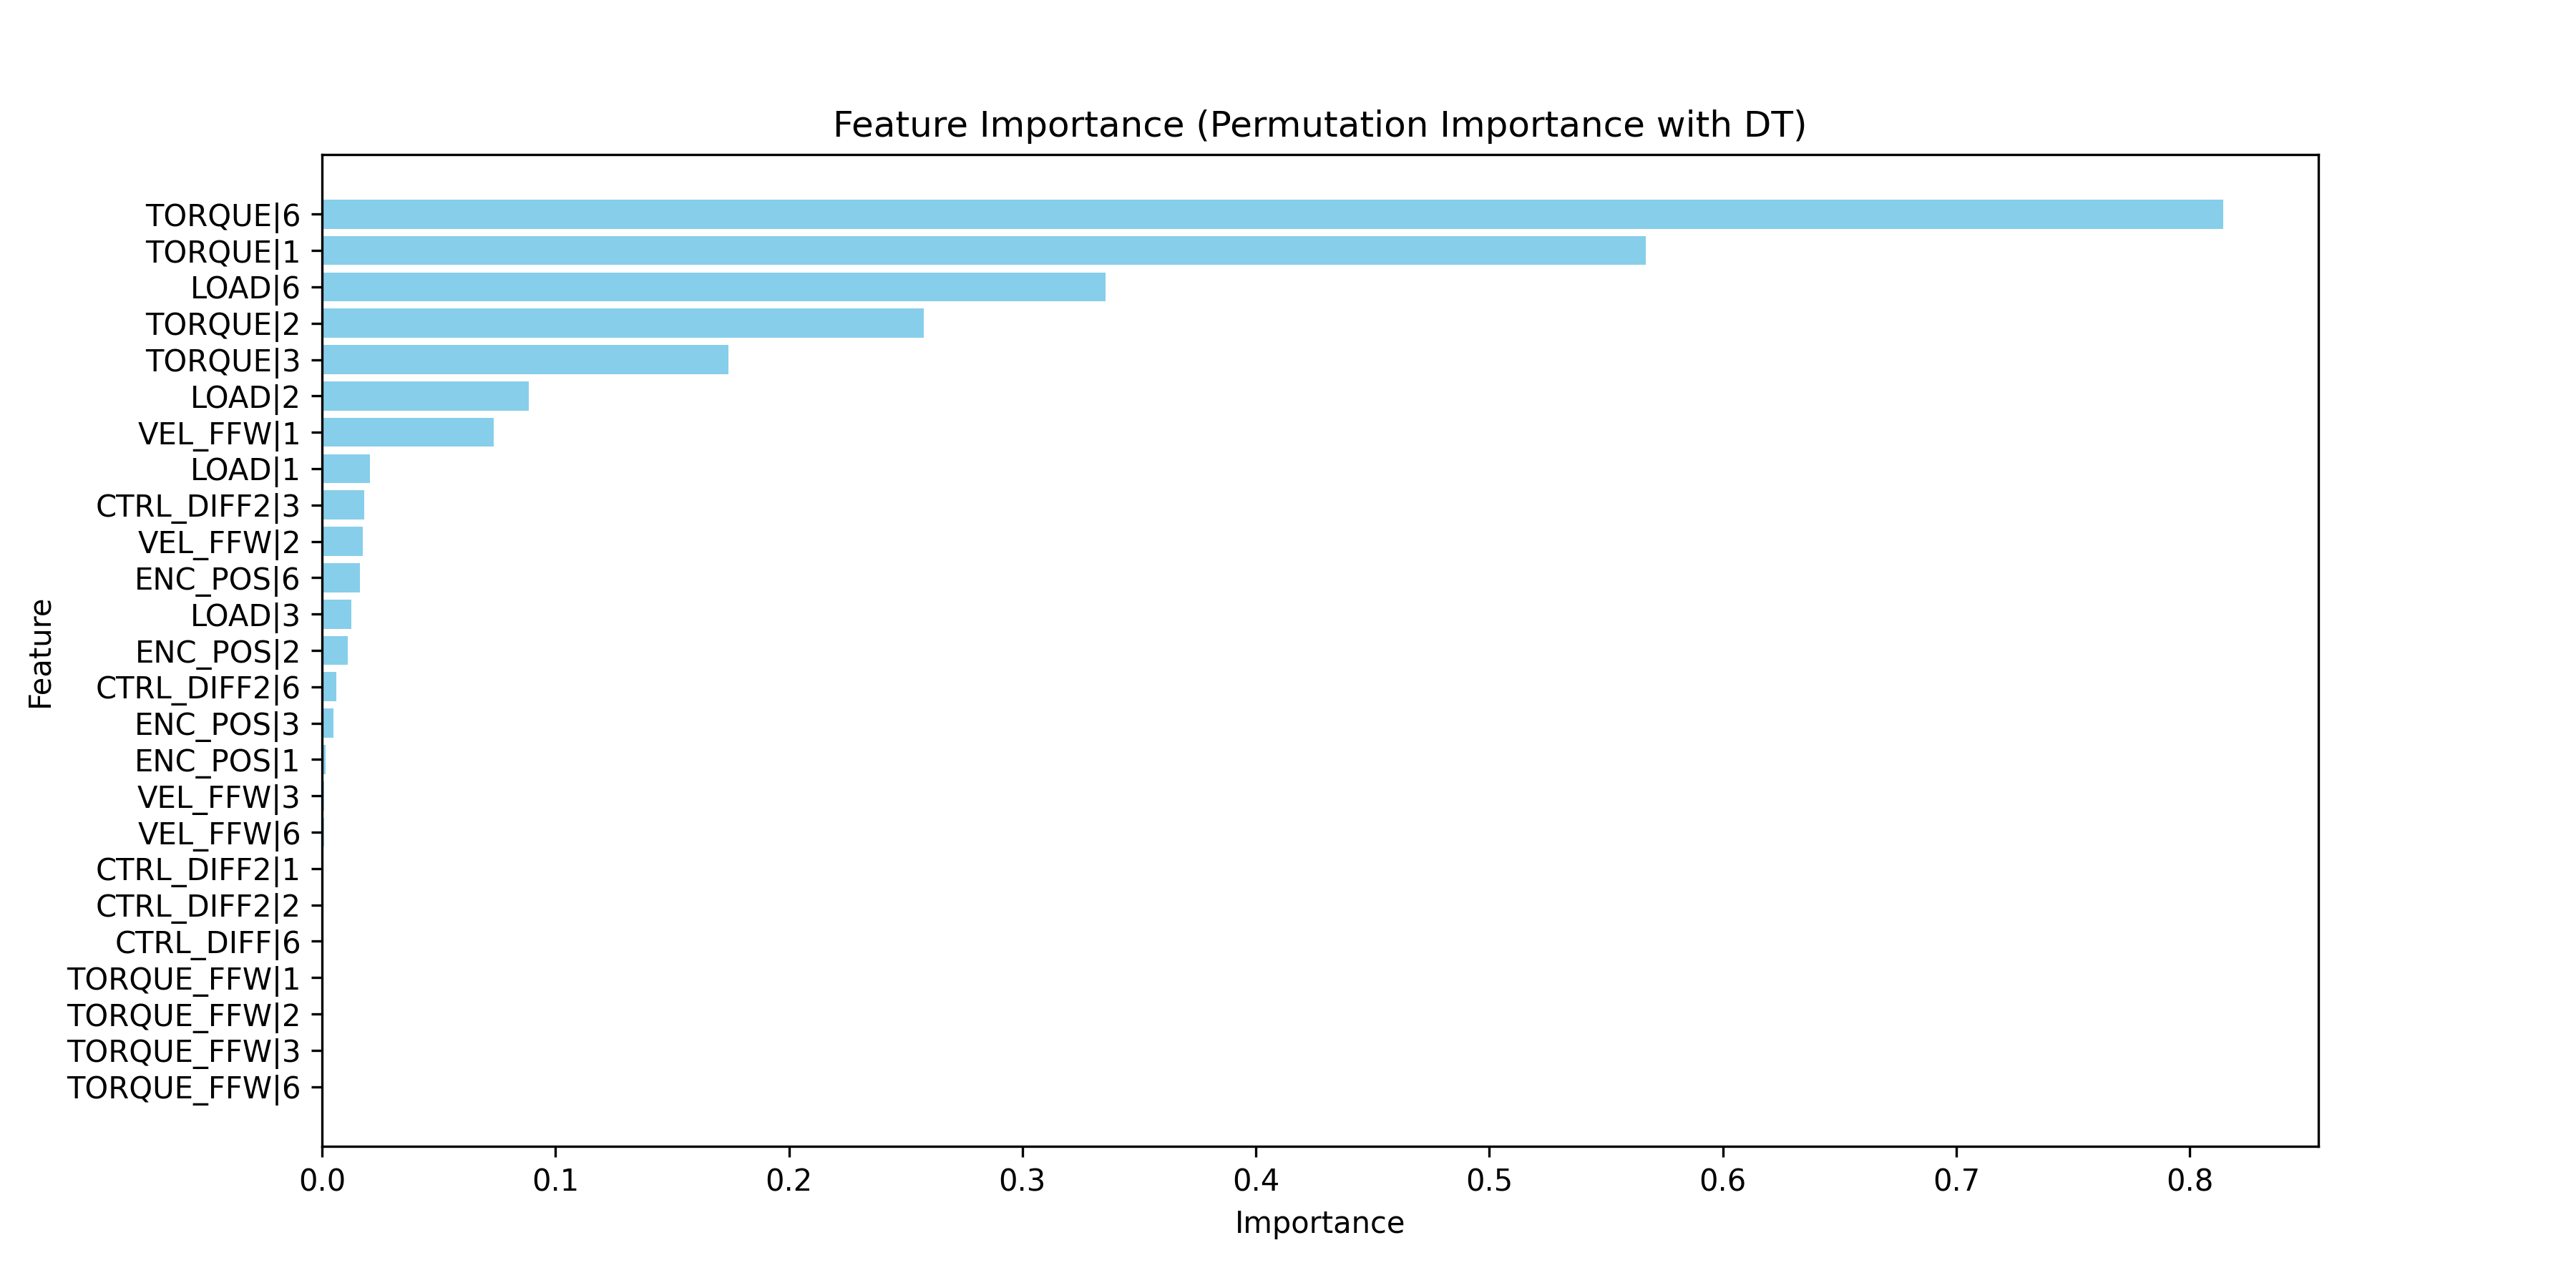 Feature Importance (Permutation Importance with DT)
TORQUE|6
TORQUE|1
LOAD|6
TORQUE|2
TORQUE|3
LOAD|2
VEL_FFW|1
LOAD|1
CTRL_DIFF2|3
VEL_FFW|2
ENC_POS|6
LOAD|3
ENC_POS|2
CTRL_DIFF2|6
ENC_POS|3
ENC_POS|1
VEL_FFW|3
VEL_FFW|6
CTRL_DIFF2|1
CTRL_DIFF2|2
CTRL_DIFF|6
TORQUE_FFW|1
TORQUE_FFW|2
TORQUE_FFW|3
TORQUE_FFW|6
Feature
0.0 0.1 0.2 0.3 0.4 0.5 0.6 0.7 0.8
Importance